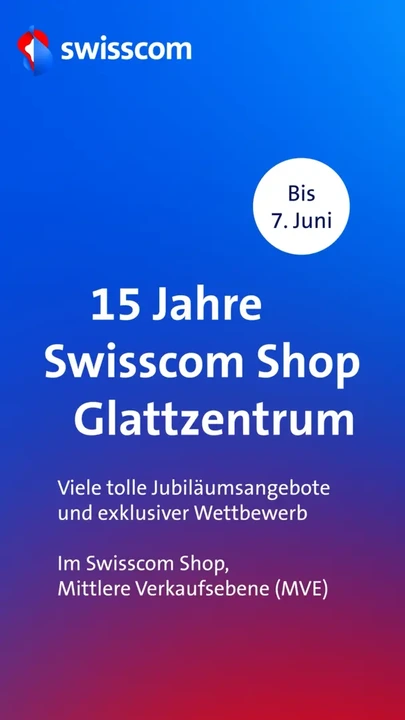 swisscom
Bis
7. Juni
15 Jahre
Swisscom Shop
Glattzentrum
Viele tolle Jubiläumsangebote
und exklusiver Wettbewerb
Im Swisscom Shop,
Mittlere Verkaufsebene (MVE)